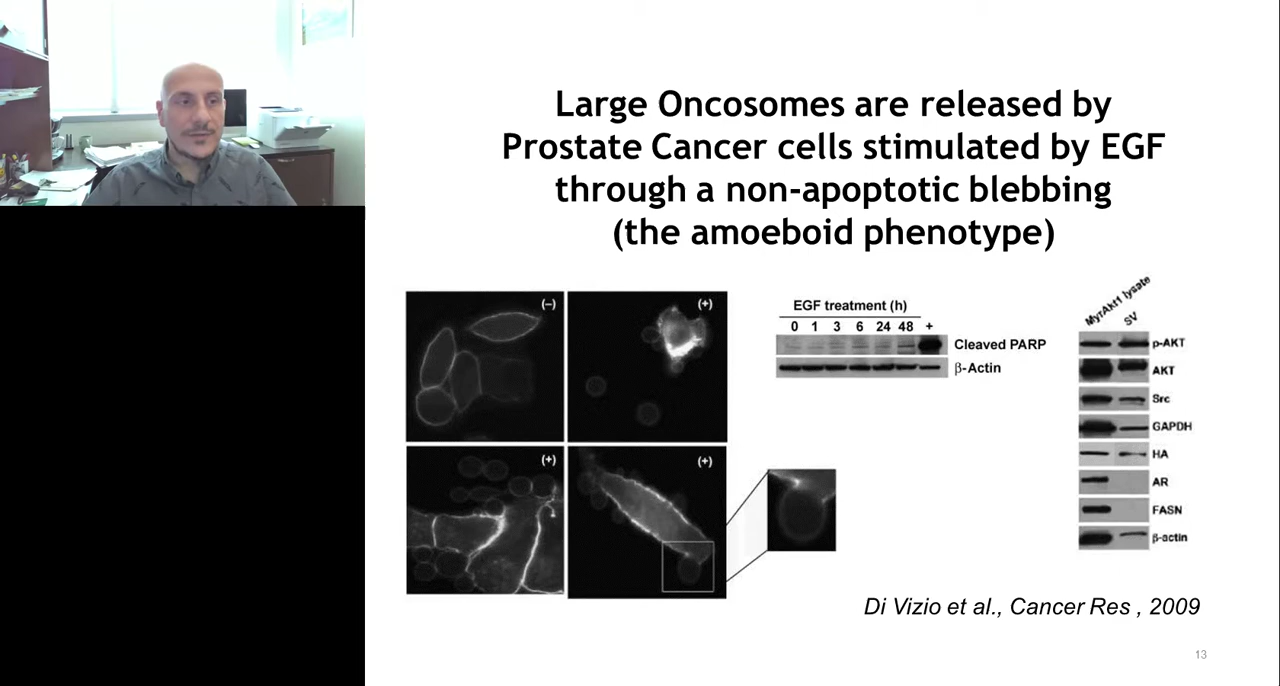 Large Oncosomes are released by
Prostate Cancer cells stimulated by EGF
through a non-apoptotic blebbing
(the amoeboid phenotype)
(–)
(+)
(+)
(+)
EGF treatment (h)
0 1 3 6 24 48 +
Cleaved PARP
β-Actin
MyrAkt1 lysate
SV
p-AKT
AKT
Src
GAPDH
HA
AR
FASN
β-actin
Di Vizio et al., Cancer Res , 2009
13